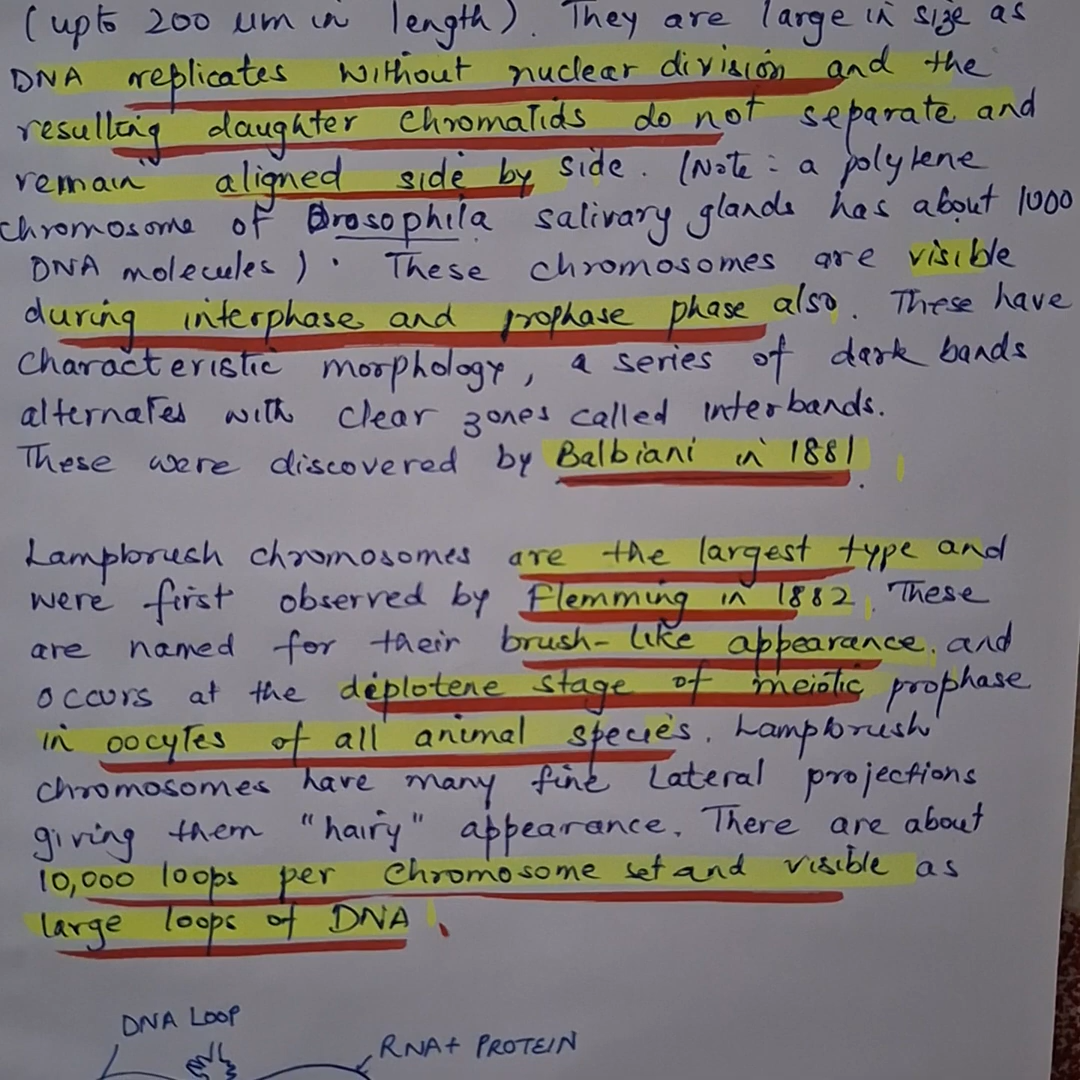 (upto 200 um in length). They are large in size as
DNA replicates without nuclear division and the
resulting daughter chromatids do not separate and
remain aligned side by side. (Note : a polytene
chromosome of Drosophila salivary glands has about 1000
DNA molecules). These chromosomes are visible
during interphase and prophase phase also. These have
characteristic morphology, a series of dark bands
alternates with clear zones called interbands.
These were discovered by Balbiani in 1881.
Lampbrush chromosomes are the largest type and
were first observed by Flemming in 1882. These
are named for their brush-like appearance, and
occurs at the diplotene stage of meiotic prophase
in oocytes of all animal species. Lampbrush
chromosomes have many fine Lateral projections
giving them "hairy" appearance. There are about
10,000 loops per chromosome set and visible as
large loops of DNA.
DNA LOOP
RNA+ PROTEIN